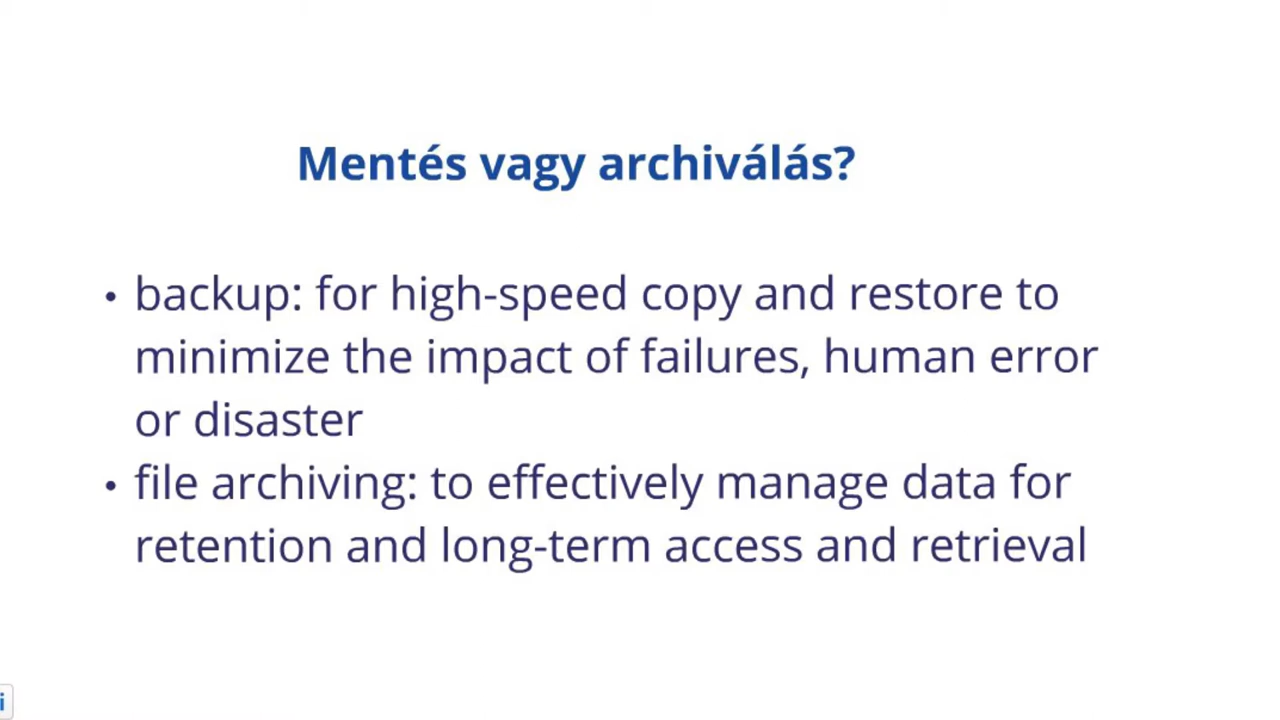 Mentés vagy archiválás?
• backup: for high-speed copy and restore to
minimize the impact of failures, human error
or disaster
• file archiving: to effectively manage data for
retention and long-term access and retrieval
i